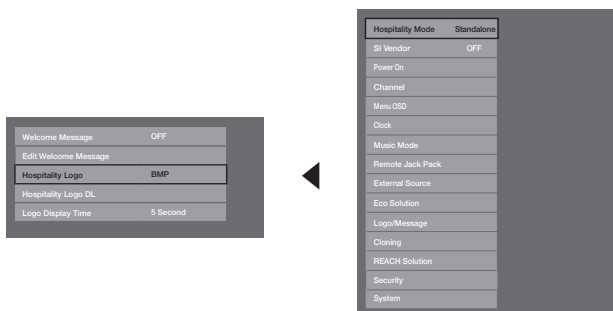 Welcome Message OFF
Edit Welcome Message
Hospitality Logo BMP
Hospitality Logo DL
Logo Display Time 5 Second
Hospitality Mode Standalone
SI Vendor OFF
Power On
Channel
Menu OSD
Clock
Music Mode
Remote Jack Pack
External Source
Eco Solution
Logo/Message
Cloning
REACH Solution
Security
System